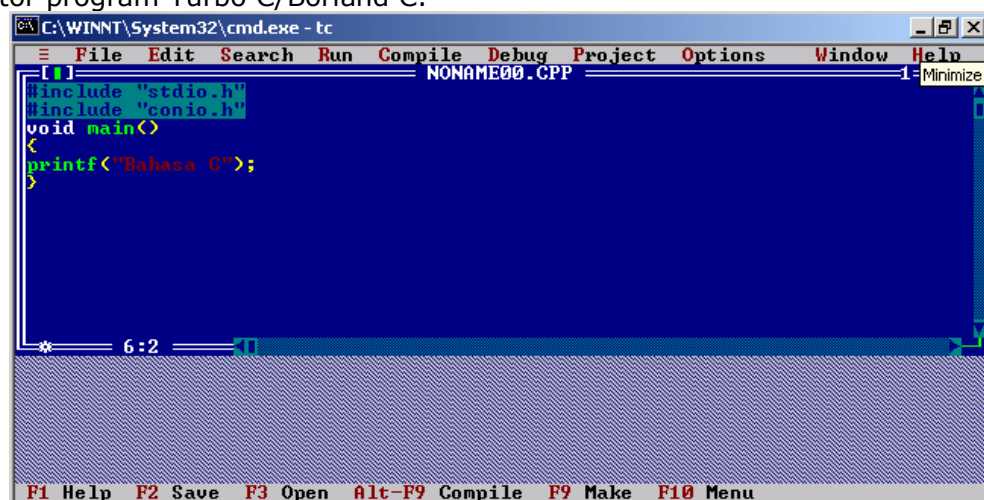 tor program Turbo C/Borland C.
C:\WINNT\System32\cmd.exe - tc
≡ File Edit Search Run Compile Debug Project Options Window Help
[ ] NONAME00.CPP 1=
Minimize
#include "stdio.h"
#include "conio.h"
void main()
{
printf("Bahasa C");
}
6:2
F1 Help F2 Save F3 Open Alt-F9 Compile F9 Make F10 Menu